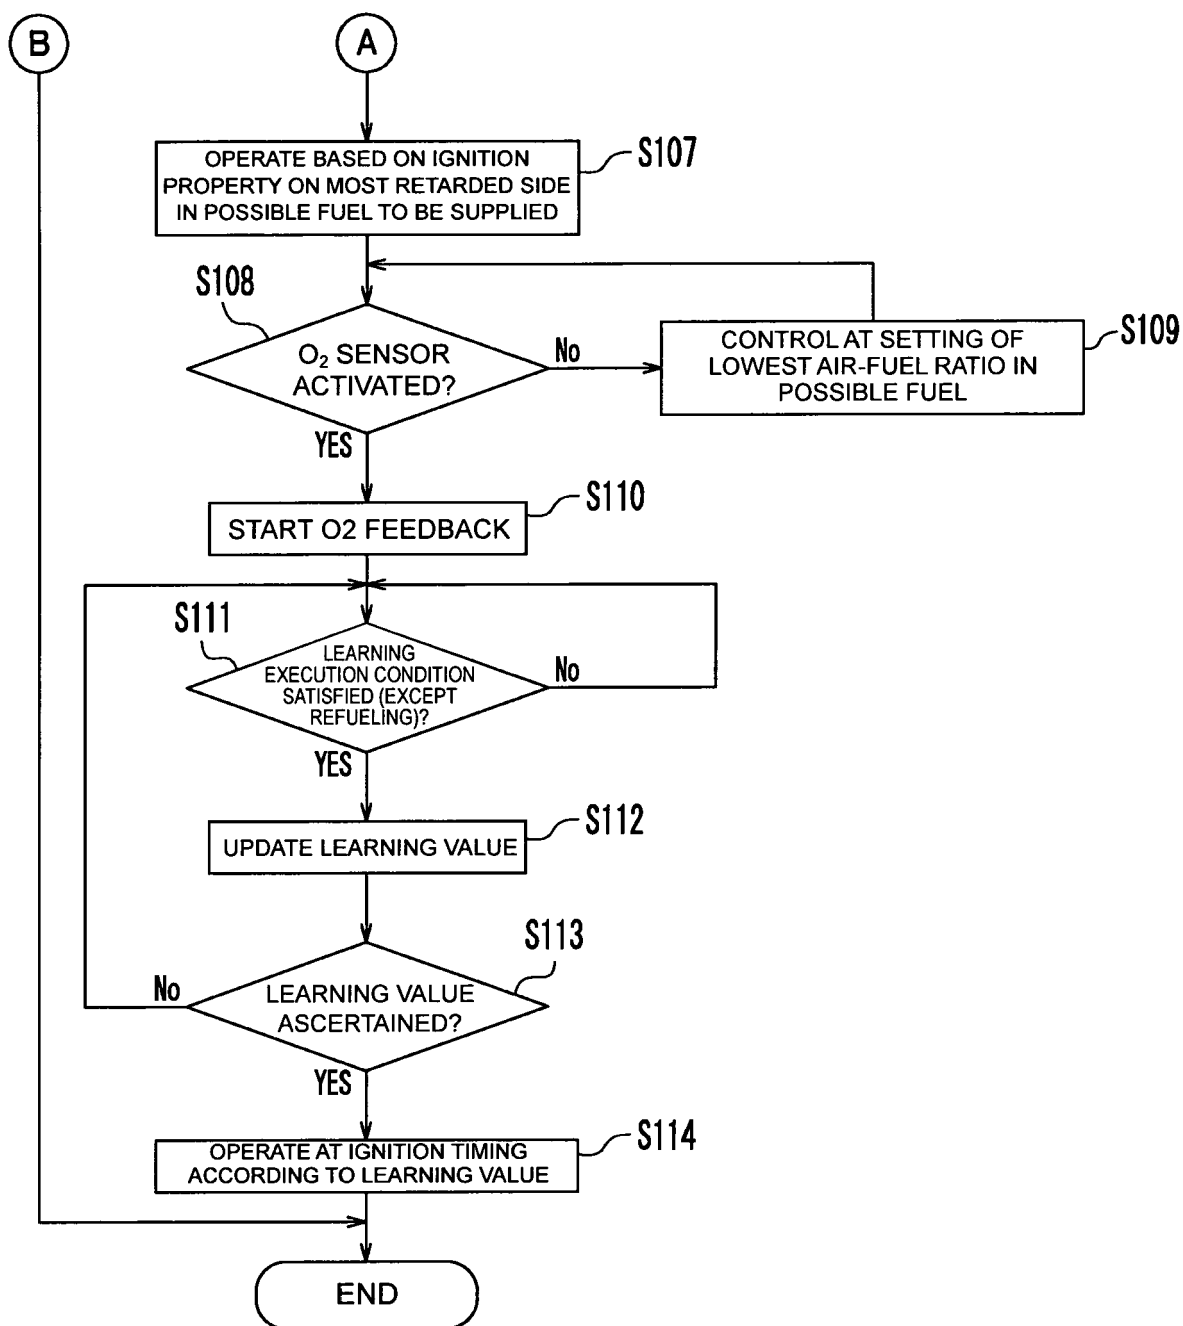 B
A
OPERATE BASED ON IGNITION
PROPERTY ON MOST RETARDED SIDE
IN POSSIBLE FUEL TO BE SUPPLIED
S107
S108
O₂ SENSOR
ACTIVATED?
No
YES
CONTROL AT SETTING OF
LOWEST AIR-FUEL RATIO IN
POSSIBLE FUEL
S109
START O2 FEEDBACK
S110
S111
LEARNING
EXECUTION CONDITION
SATISFIED (EXCEPT
REFUELING)?
No
YES
UPDATE LEARNING VALUE
S112
S113
LEARNING VALUE
ASCERTAINED?
No
YES
OPERATE AT IGNITION TIMING
ACCORDING TO LEARNING VALUE
S114
END